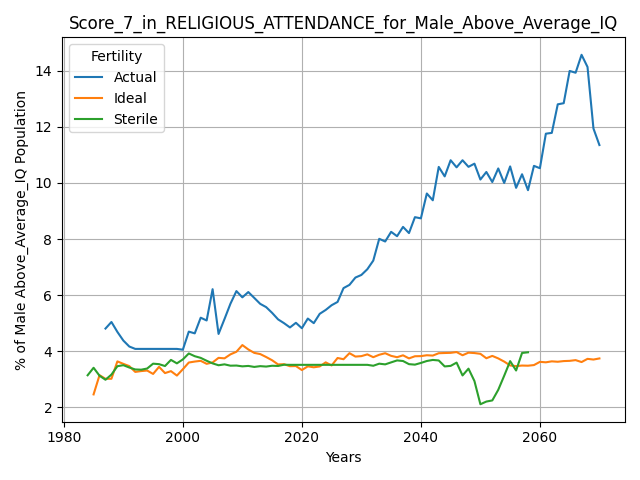 Score_7_in_RELIGIOUS_ATTENDANCE_for_Male_Above_Average_IQ
Fertility
Actual
Ideal
Sterile
% of Male Above_Average_IQ Population
14
12
10
8
6
4
2
1980
2000
2020
2040
2060
Years